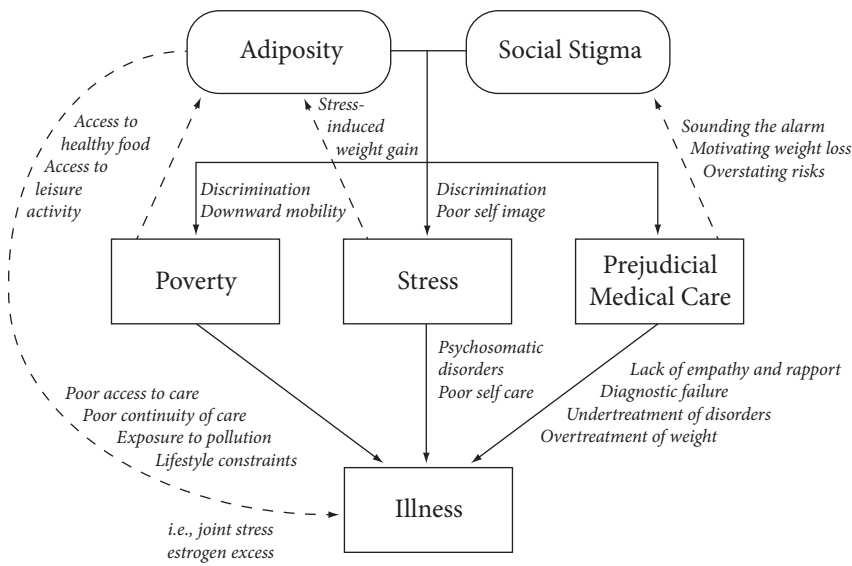 Adiposity
Social Stigma
Access to
healthy food
Access to
leisure
activity
Stress-
induced
weight gain
Sounding the alarm
Motivating weight loss
Overstating risks
Discrimination
Downward mobility
Discrimination
Poor self image
Poverty
Stress
Prejudicial
Medical Care
Poor access to care
Poor continuity of care
Exposure to pollution
Lifestyle constraints
Psychosomatic
disorders
Poor self care
Lack of empathy and rapport
Diagnostic failure
Undertreatment of disorders
Overtreatment of weight
Illness
i.e., joint stress
estrogen excess